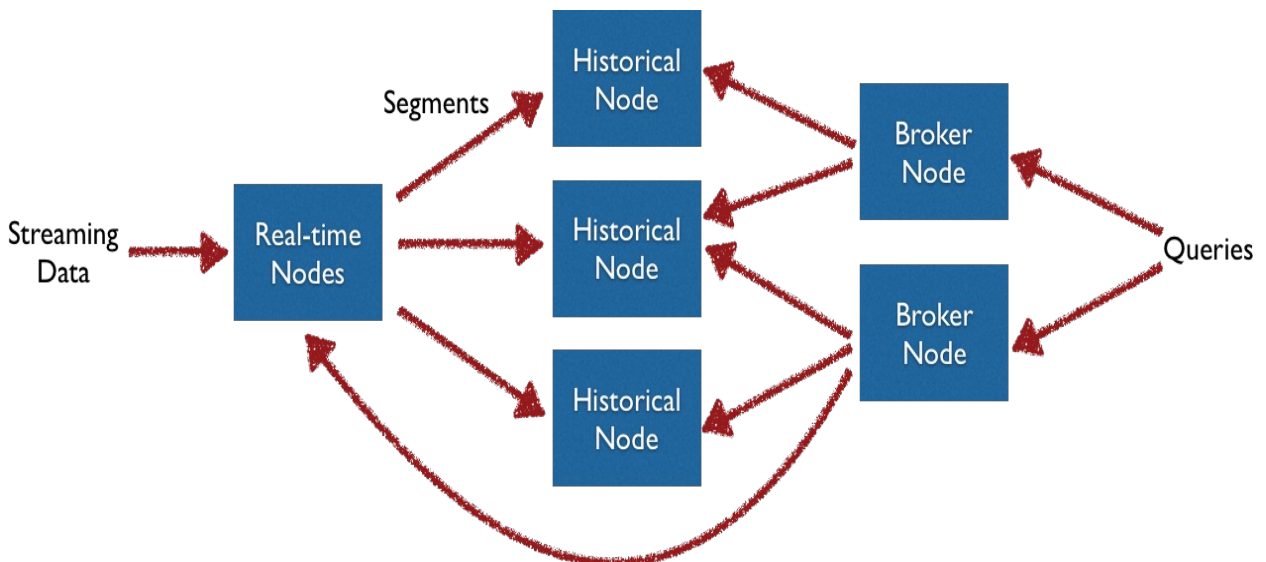 Streaming
Data
Real-time
Nodes
Segments
Historical
Node
Historical
Node
Historical
Node
Broker
Node
Broker
Node
Queries